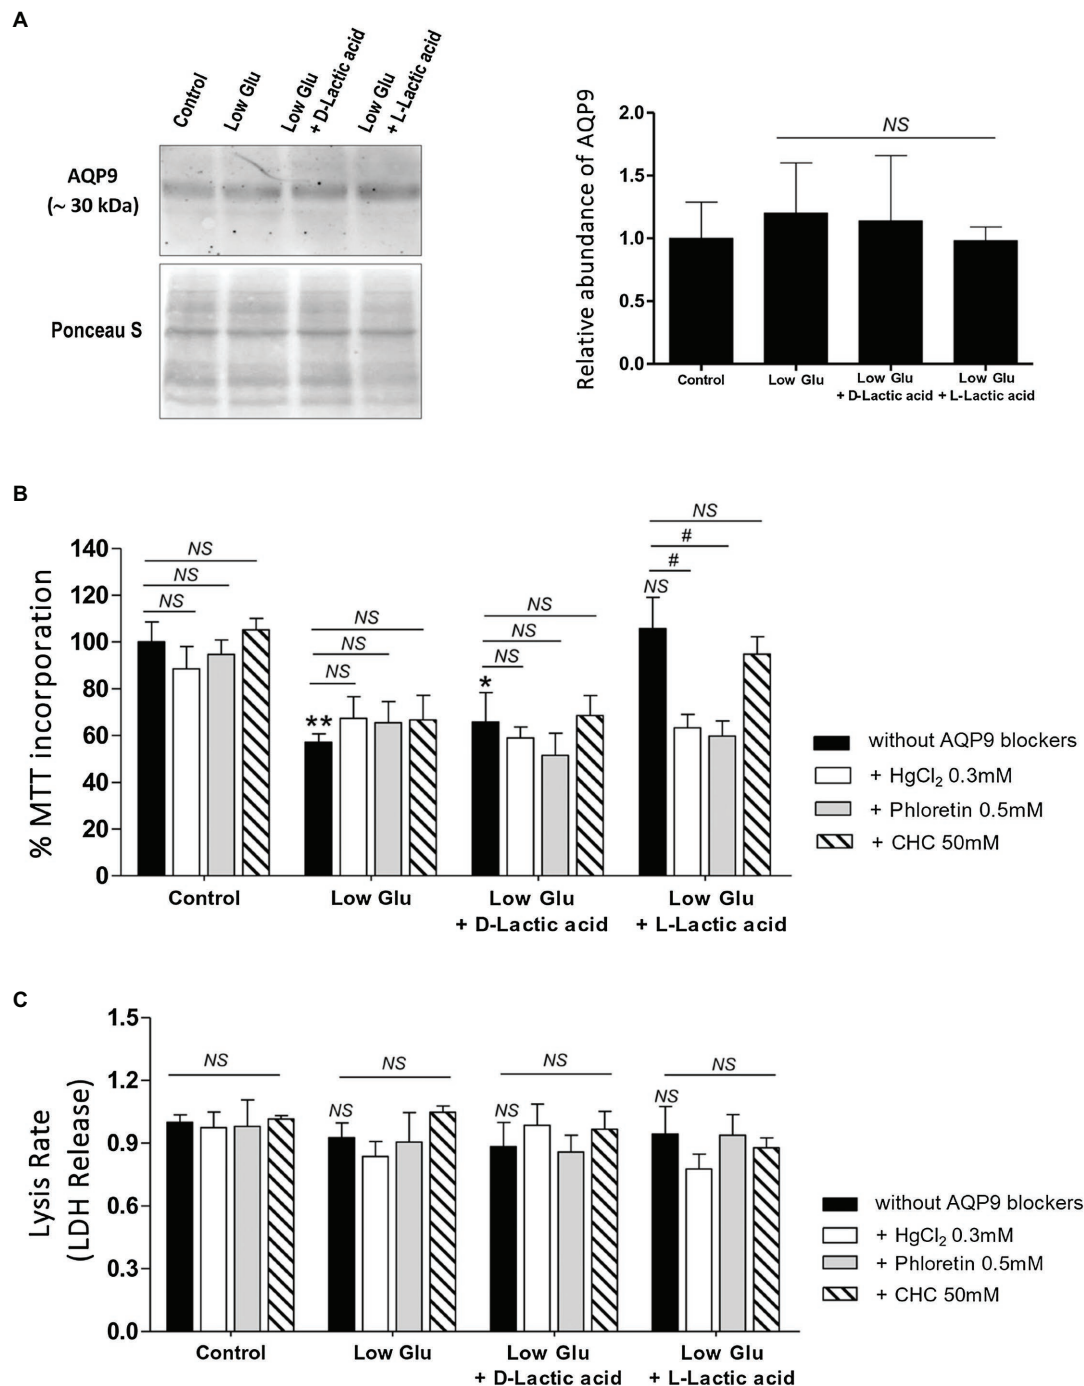 A
Control
Low Glu
Low Glu
+ D-Lactic acid
Low Glu
+ L-Lactic acid
AQP9
(~ 30 kDa)
Ponceau S
Relative abundance of AQP9
2.0
1.5
1.0
0.5
0.0
NS
Control
Low Glu
Low Glu
+ D-Lactic acid
Low Glu
+ L-Lactic acid
B
% MTT incorporation
140
120
100
80
60
40
20
0
NS
NS
NS
NS
NS
NS
**
NS
NS
NS
*
NS
#
#
NS
Control
Low Glu
Low Glu
+ D-Lactic acid
Low Glu
+ L-Lactic acid
without AQP9 blockers
+ HgCl₂ 0.3mM
+ Phloretin 0.5mM
+ CHC 50mM
C
Lysis Rate
(LDH Release)
1.5
1.2
0.9
0.6
0.3
0.0
NS
NS
NS
NS
NS
NS
NS
Control
Low Glu
Low Glu
+ D-Lactic acid
Low Glu
+ L-Lactic acid
without AQP9 blockers
+ HgCl₂ 0.3mM
+ Phloretin 0.5mM
+ CHC 50mM